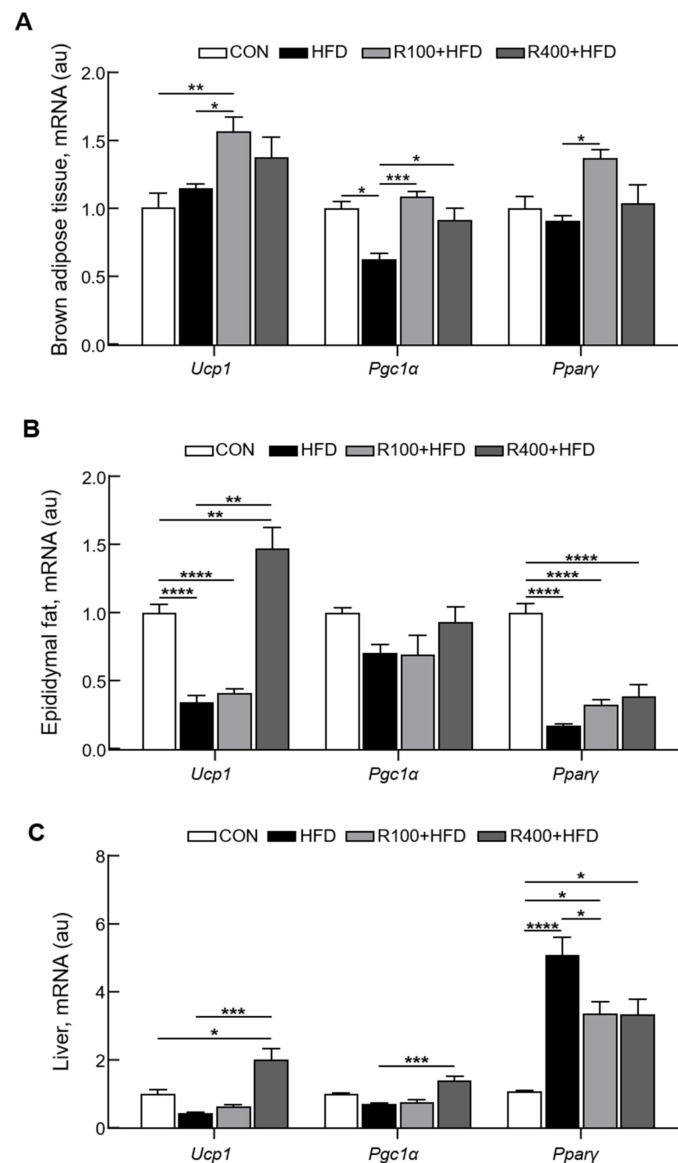 A
CON HFD R100+HFD R400+HFD
Brown adipose tissue, mRNA (au)
2.0
1.5
1.0
0.5
0.0
**
*
*
***
*
*
Ucp1 Pgc1α Pparγ
B
CON HFD R100+HFD R400+HFD
Epididymal fat, mRNA (au)
2.0
1.5
1.0
0.5
0.0
**
**
****
****
****
****
****
Ucp1 Pgc1α Pparγ
C
CON HFD R100+HFD R400+HFD
Liver, mRNA (au)
8
6
4
2
0
***
*
***
*
*
*
****
Ucp1 Pgc1α Pparγ